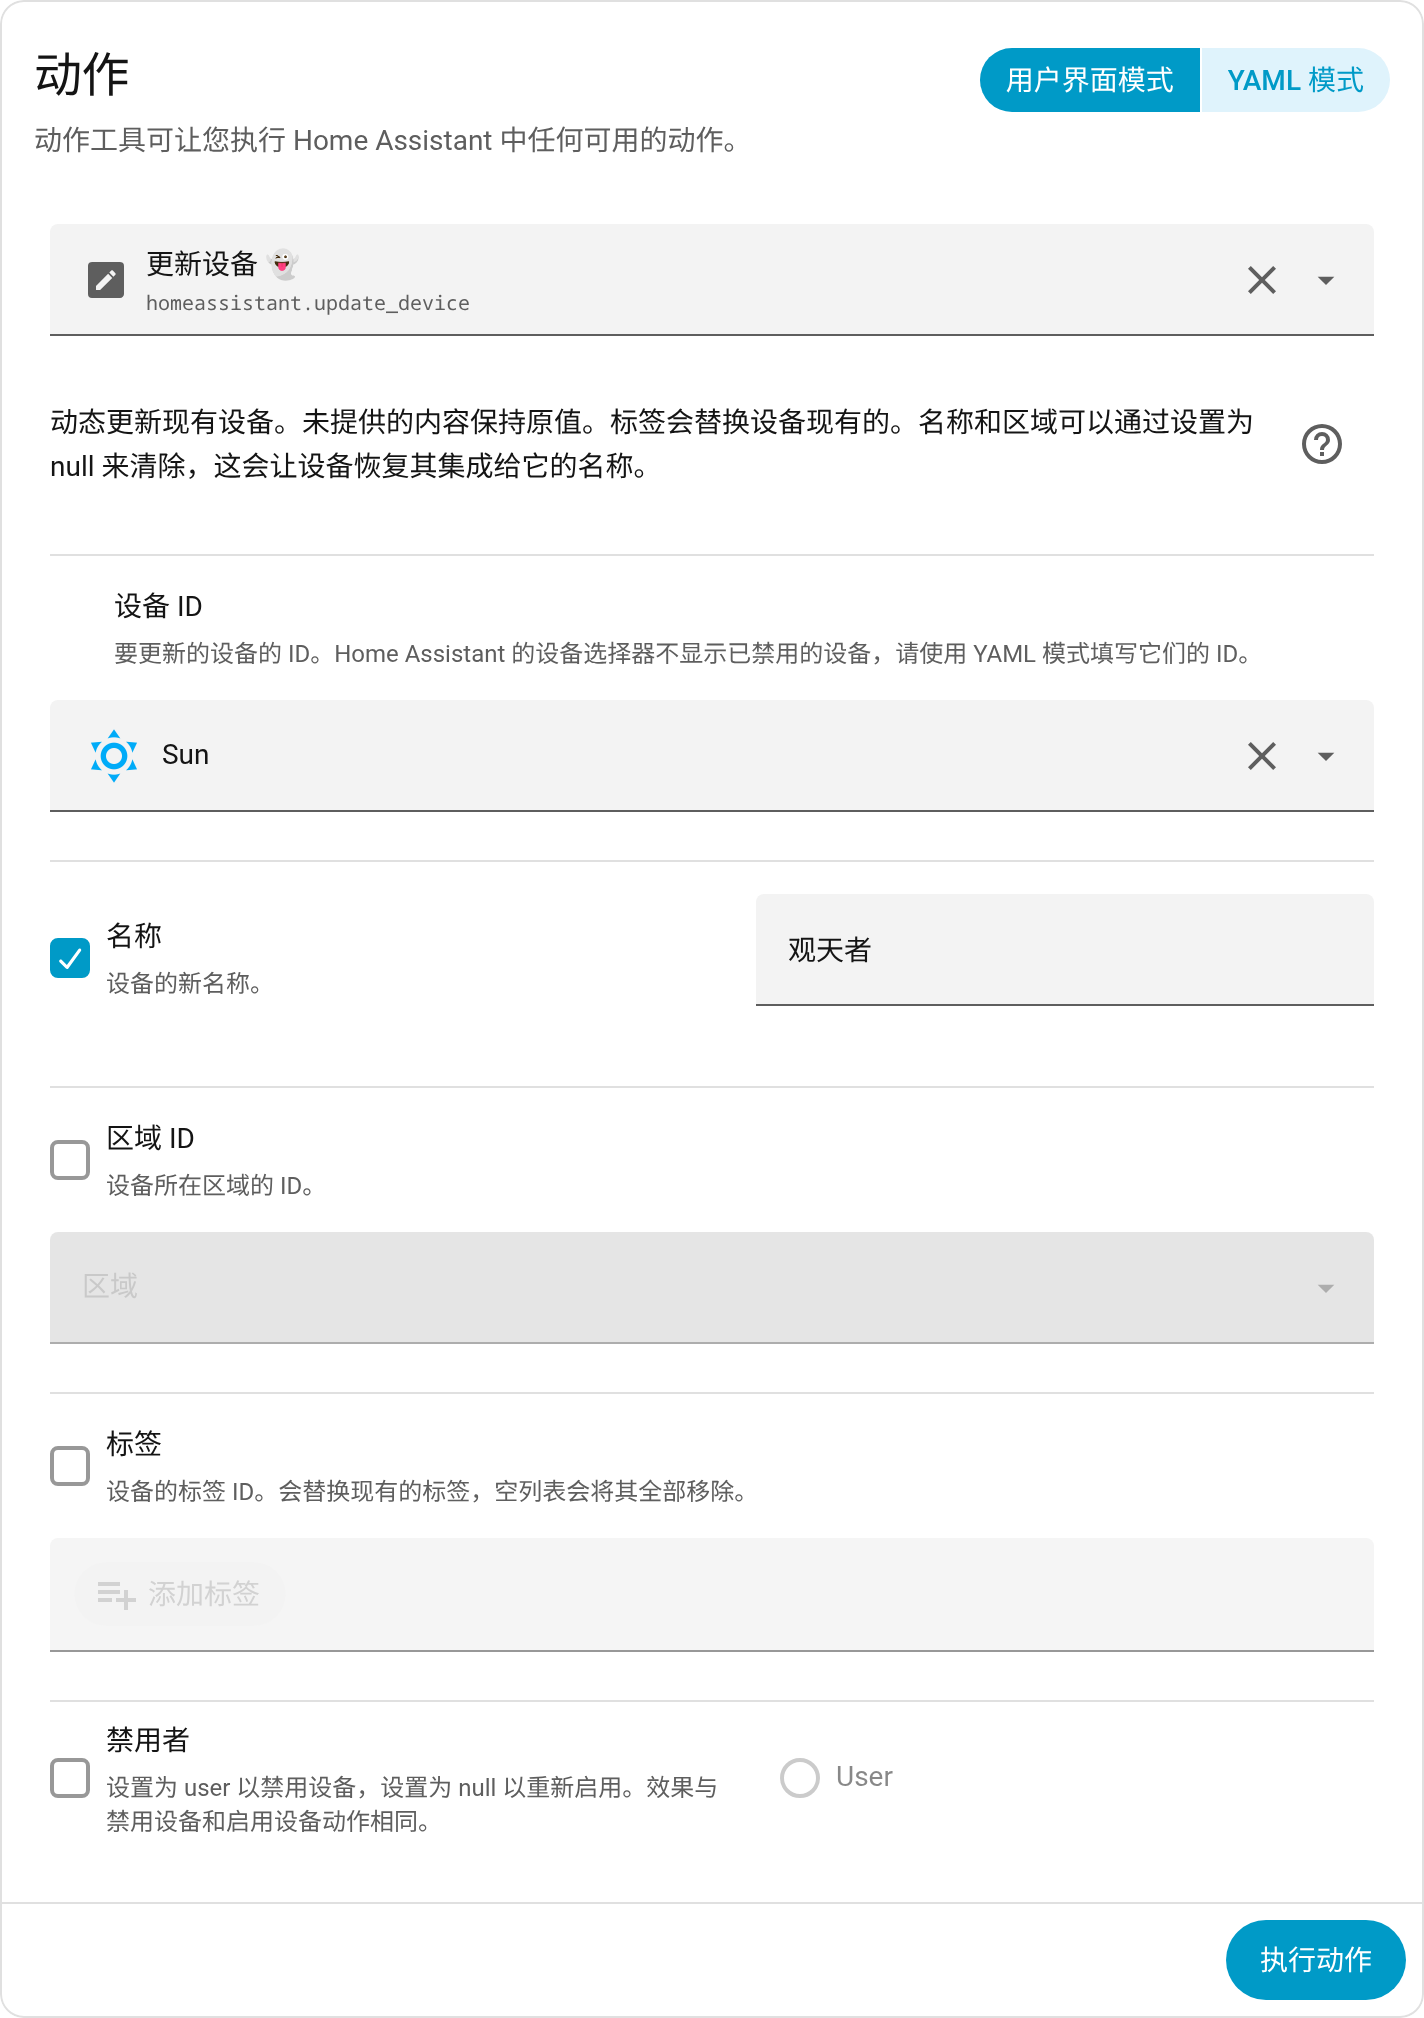 动作
用户界面模式
YAML 模式
动作工具可让您执行 Home Assistant 中任何可用的动作。
更新设备 👻
homeassistant.update_device
动态更新现有设备。未提供的内容保持原值。标签会替换设备现有的。名称和区域可以通过设置为
null 来清除，这会让设备恢复其集成给它的名称。
设备 ID
要更新的设备的 ID。Home Assistant 的设备选择器不显示已禁用的设备，请使用 YAML 模式填写它们的 ID。
Sun
名称
设备的新名称。
观天者
区域 ID
设备所在区域的 ID。
区域
标签
设备的标签 ID。会替换现有的标签，空列表会将其全部移除。
添加标签
禁用者
设置为 user 以禁用设备，设置为 null 以重新启用。效果与
禁用设备和启用设备动作相同。
User
执行动作